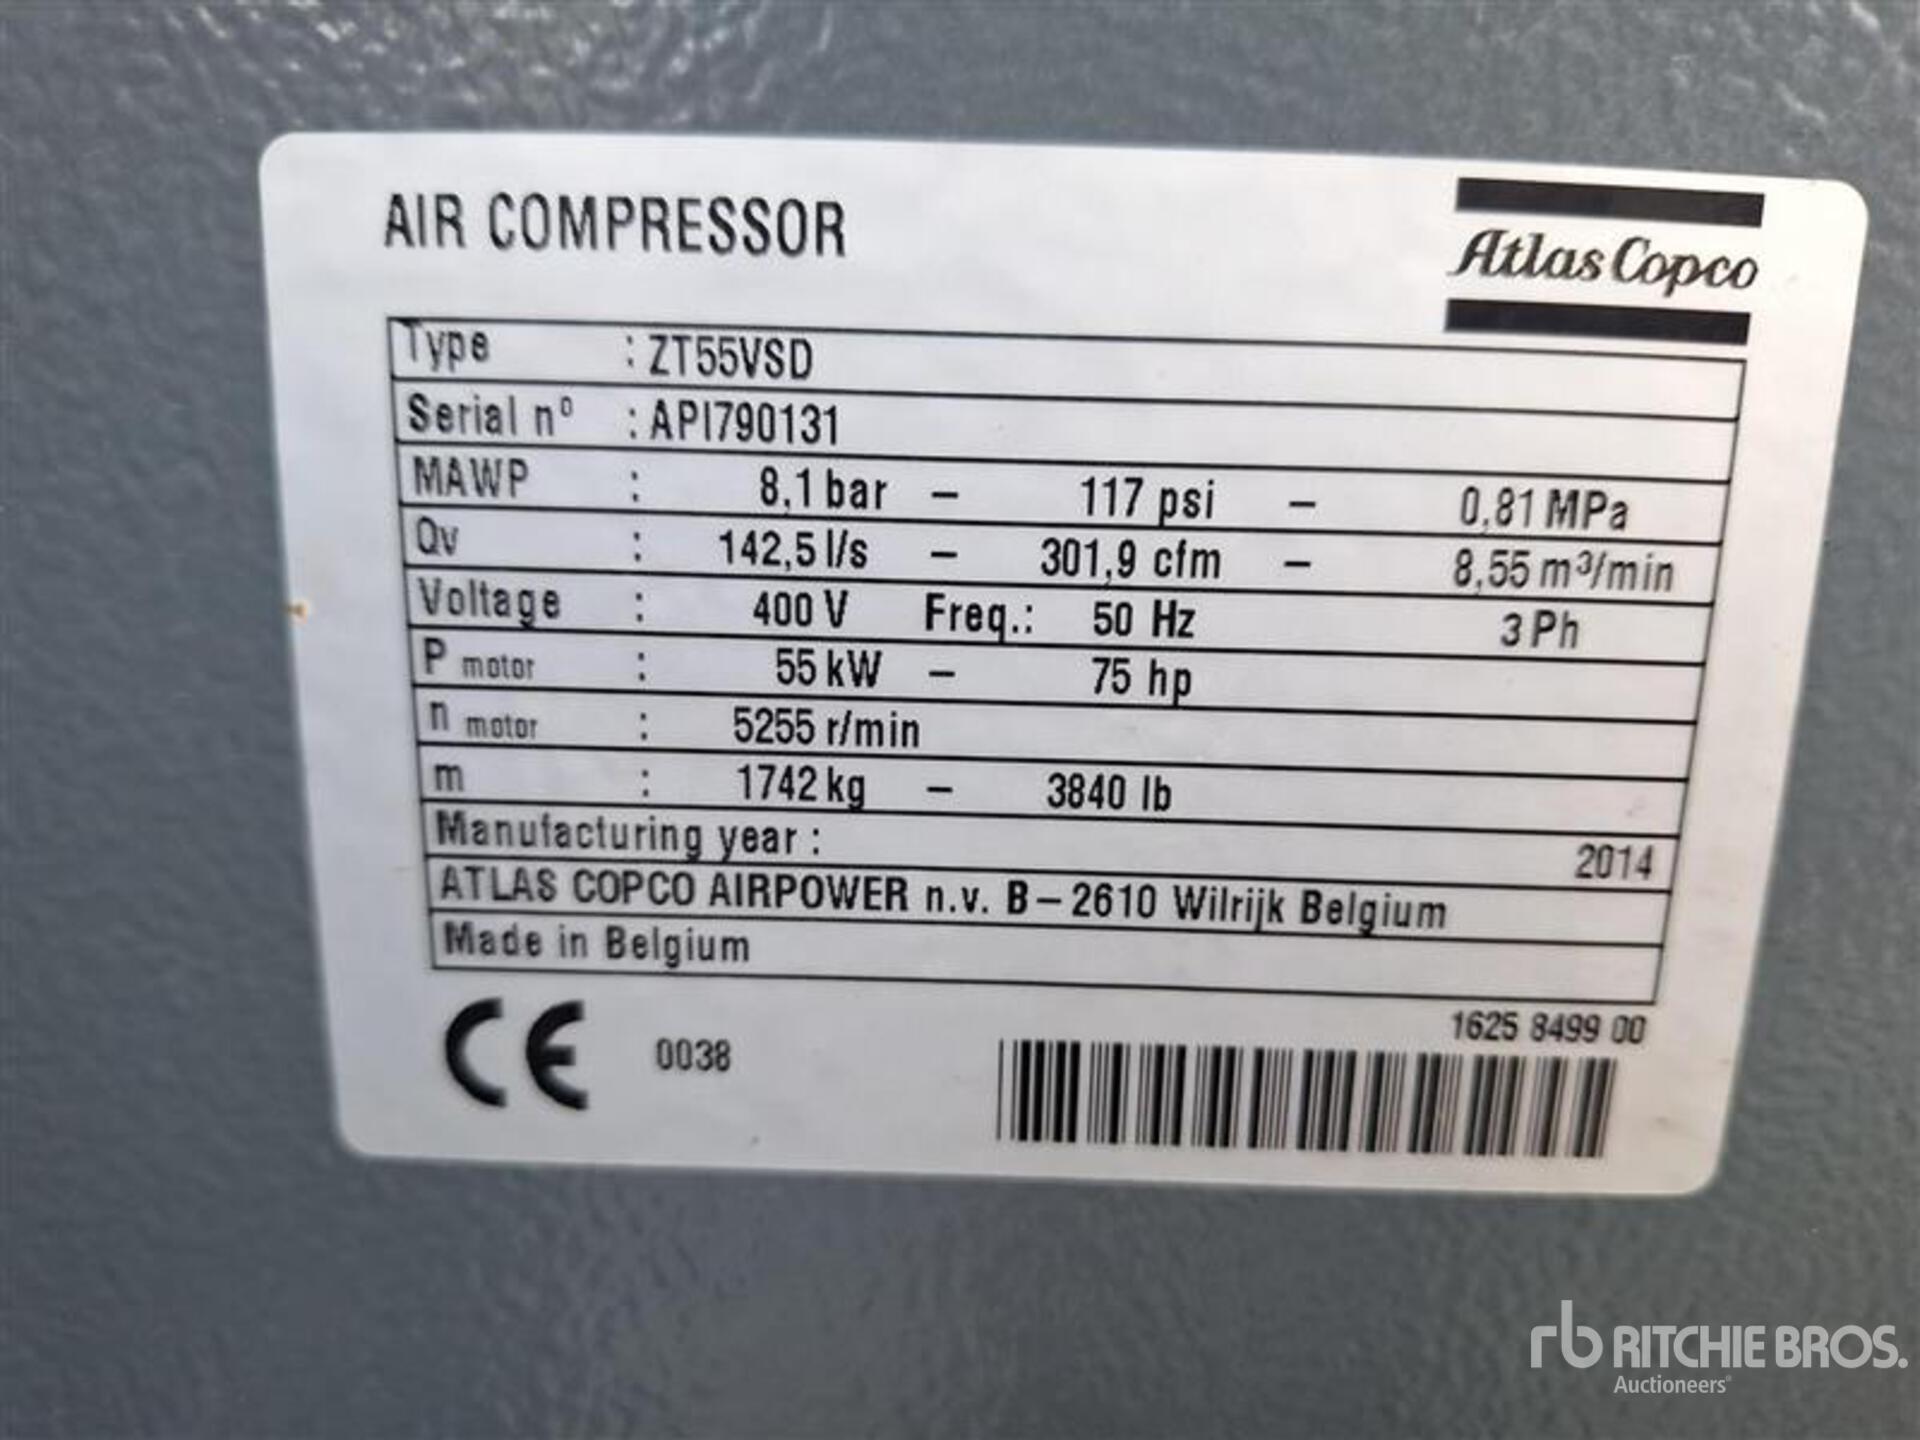 AIR COMPRESSOR
Atlas Copco
Type : ZT55VSD
Serial nº : API790131
MAWP : 8,1 bar – 117 psi – 0,81 MPa
Qv : 142,5 l/s – 301,9 cfm – 8,55 m³/min
Voltage : 400 V Freq.: 50 Hz 3 Ph
P motor : 55 kW – 75 hp
n motor : 5255 r/min
m : 1742 kg – 3840 lb
Manufacturing year : 2014
ATLAS COPCO AIRPOWER n.v. B – 2610 Wilrijk Belgium
Made in Belgium
1625 8499 00
CE 0038
rb RITCHIE BROS.
Auctioneers®